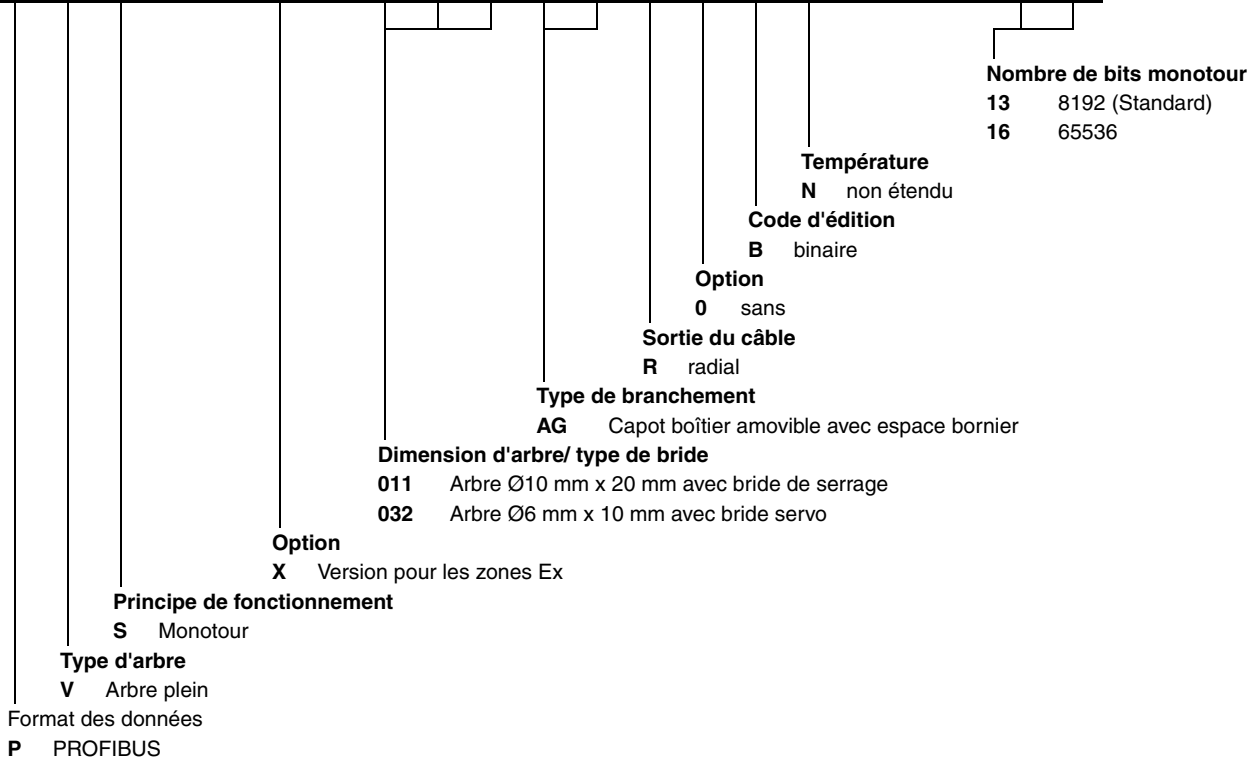 Nombre de bits monotour
13 8192 (Standard)
16 65536
Température
N non étendu
Code d'édition
B binaire
Option
0 sans
Sortie du câble
R radial
Type de branchement
AG Capot boîtier amovible avec espace bornier
Dimension d'arbre/ type de bride
011 Arbre Ø10 mm x 20 mm avec bride de serrage
032 Arbre Ø6 mm x 10 mm avec bride servo
Option
X Version pour les zones Ex
Principe de fonctionnement
S Monotour
Type d'arbre
V Arbre plein
Format des données
P PROFIBUS